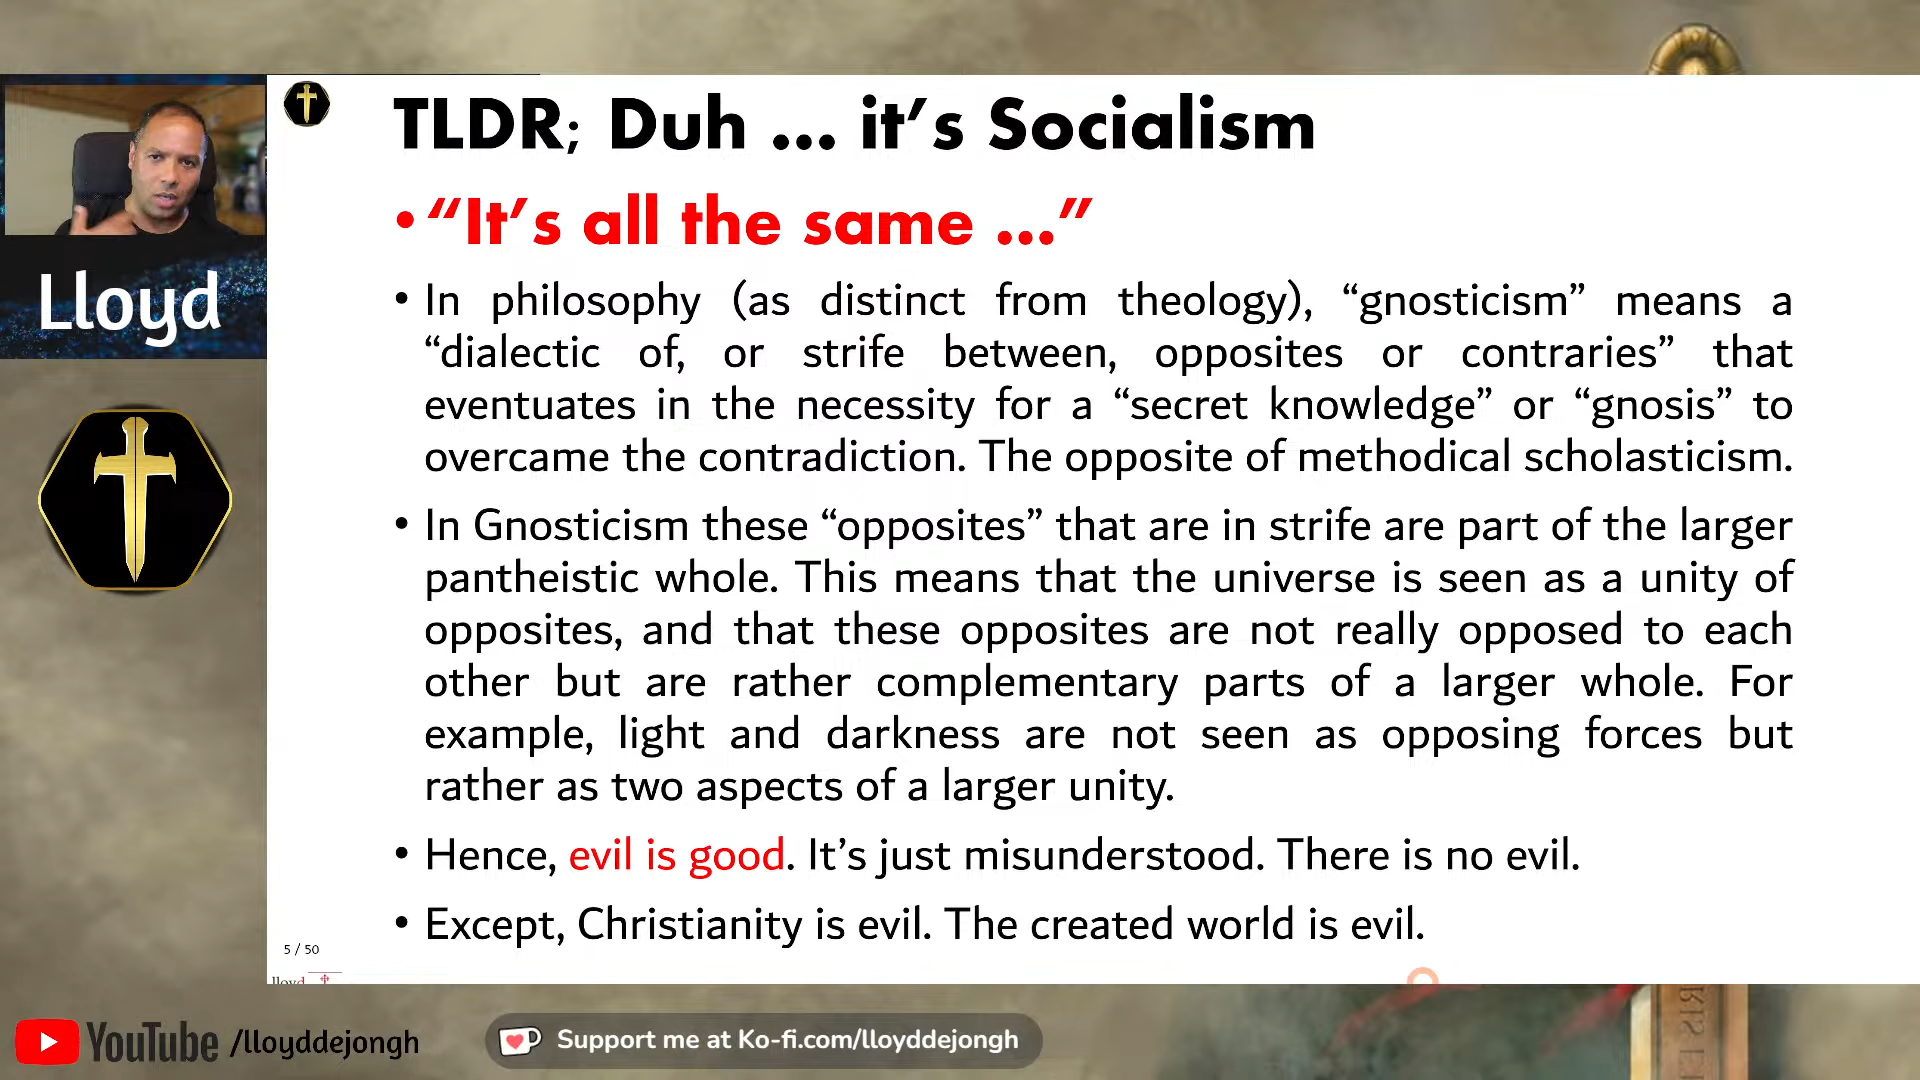 TLDR; Duh ... it's Socialism
• “It's all the same ...”
• In philosophy (as distinct from theology), “gnosticism” means a
“dialectic of, or strife between, opposites or contraries” that
eventuates in the necessity for a “secret knowledge” or “gnosis” to
overcame the contradiction. The opposite of methodical scholasticism.
• In Gnosticism these “opposites” that are in strife are part of the larger
pantheistic whole. This means that the universe is seen as a unity of
opposites, and that these opposites are not really opposed to each
other but are rather complementary parts of a larger whole. For
example, light and darkness are not seen as opposing forces but
rather as two aspects of a larger unity.
• Hence, evil is good. It's just misunderstood. There is no evil.
• Except, Christianity is evil. The created world is evil.
5 / 50
lloyd
Lloyd
YouTube /lloyddejongh
Support me at Ko-fi.com/lloyddejongh